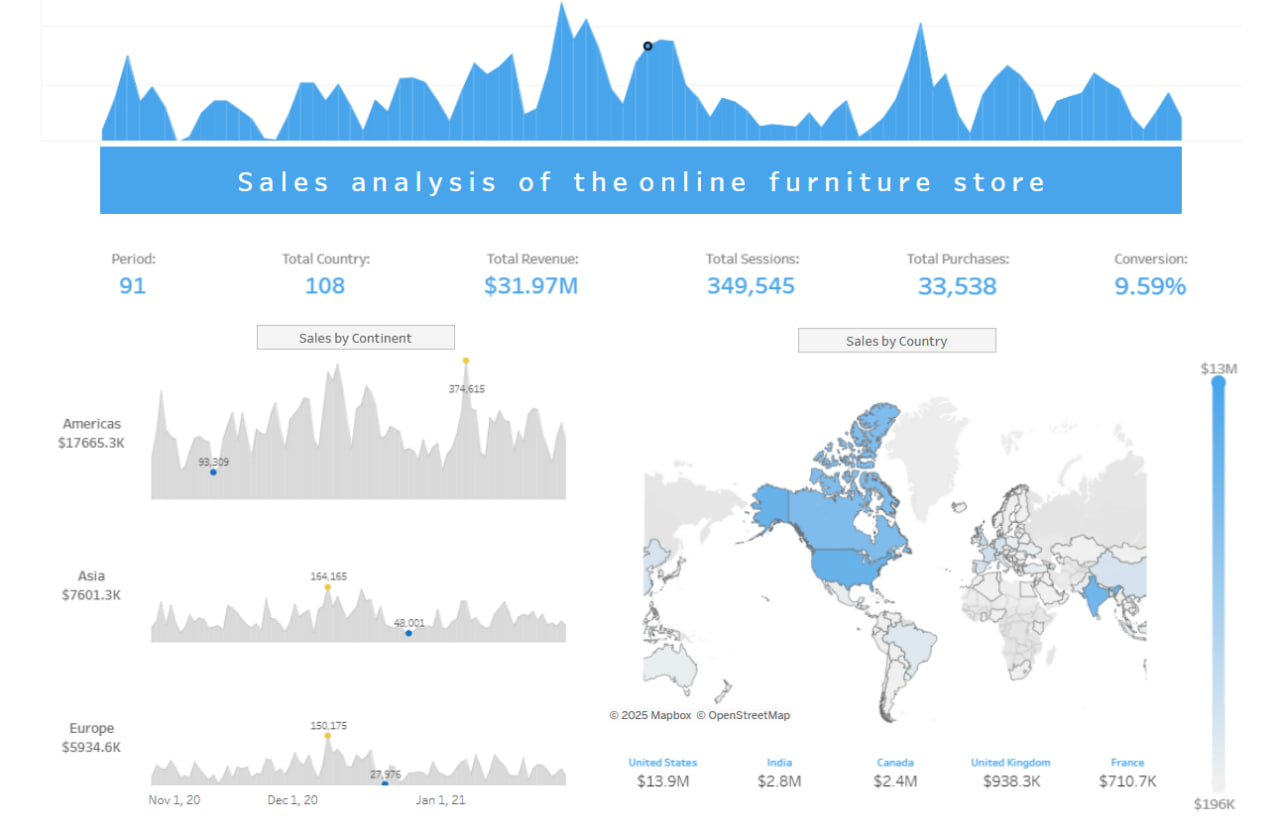 Sales analysis of the online furniture store
Period:
91
Total Country:
108
Total Revenue:
$31.97M
Total Sessions:
349,545
Total Purchases:
33,538
Conversion:
9.59%
Sales by Continent
Americas
$17665.3K
374,615
93,309
Asia
$7601.3K
164,165
48,001
Europe
$5934.6K
150,175
27,976
Nov 1, 20
Dec 1, 20
Jan 1, 21
Sales by Country
$13M
$196K
© 2025 Mapbox © OpenStreetMap
United States
$13.9M
India
$2.8M
Canada
$2.4M
United Kingdom
$938.3K
France
$710.7K